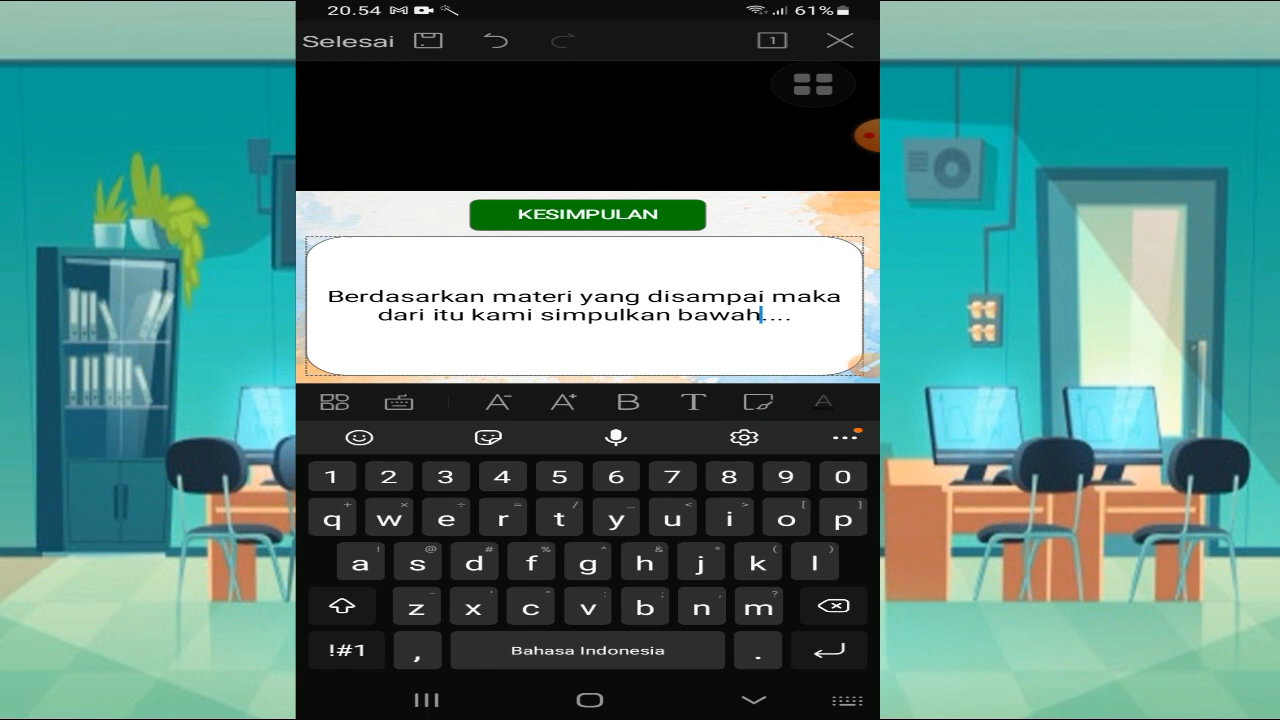 20.54 61%
Selesai 1
KESIMPULAN
Berdasarkan materi yang disampai maka
dari itu kami simpulkan bawah....
A- A+ B T A
1 2 3 4 5 6 7 8 9 0
q w e r t y u i o p
a s d f g h j k l
z x c v b n m
!#1 , Bahasa Indonesia .